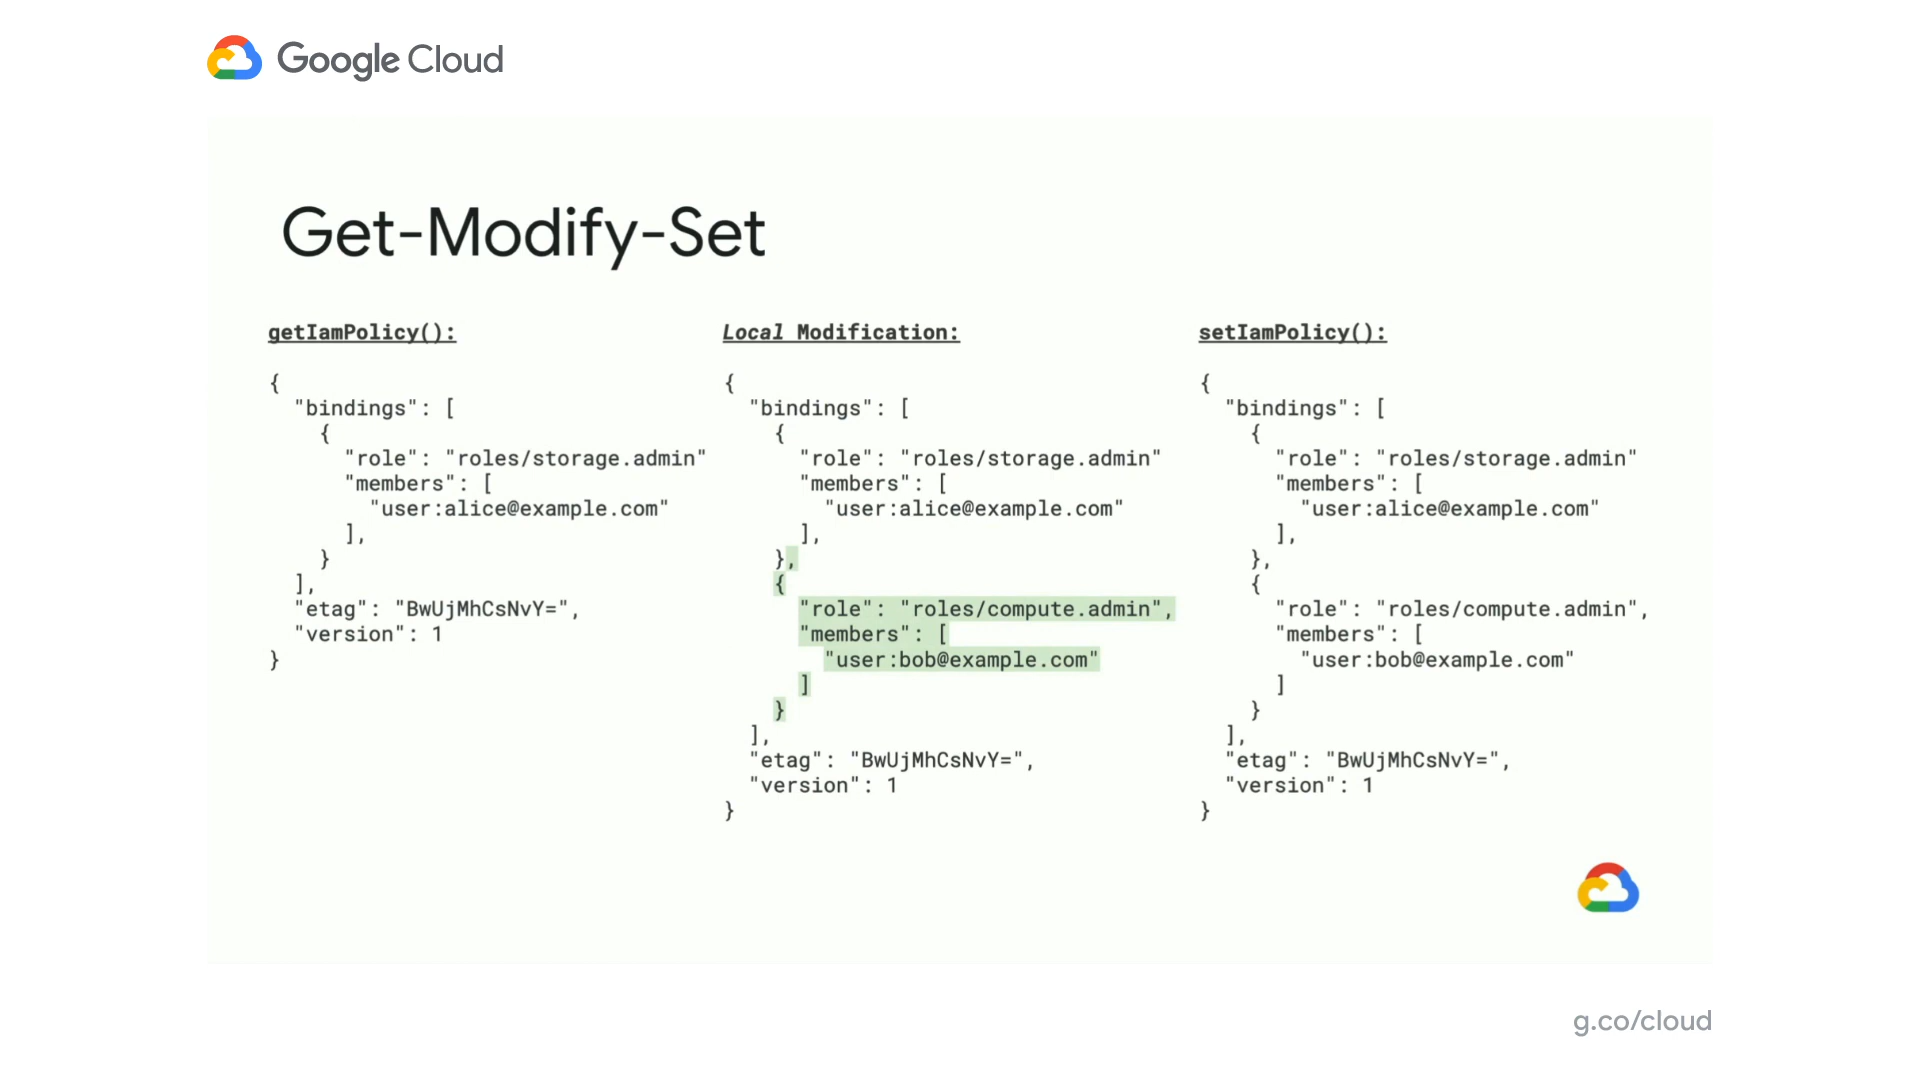 Google Cloud
Get-Modify-Set
getIamPolicy():
{
"bindings": [
{
"role": "roles/storage.admin"
"members": [
"user:alice@example.com"
],
}
],
"etag": "BwUjMhCsNvY=",
"version": 1
}
Local Modification:
{
"bindings": [
{
"role": "roles/storage.admin"
"members": [
"user:alice@example.com"
],
},
{
"role": "roles/compute.admin",
"members": [
"user:bob@example.com"
]
}
],
"etag": "BwUjMhCsNvY=",
"version": 1
}
setIamPolicy():
{
"bindings": [
{
"role": "roles/storage.admin"
"members": [
"user:alice@example.com"
],
},
{
"role": "roles/compute.admin",
"members": [
"user:bob@example.com"
]
}
],
"etag": "BwUjMhCsNvY=",
"version": 1
}
g.co/cloud